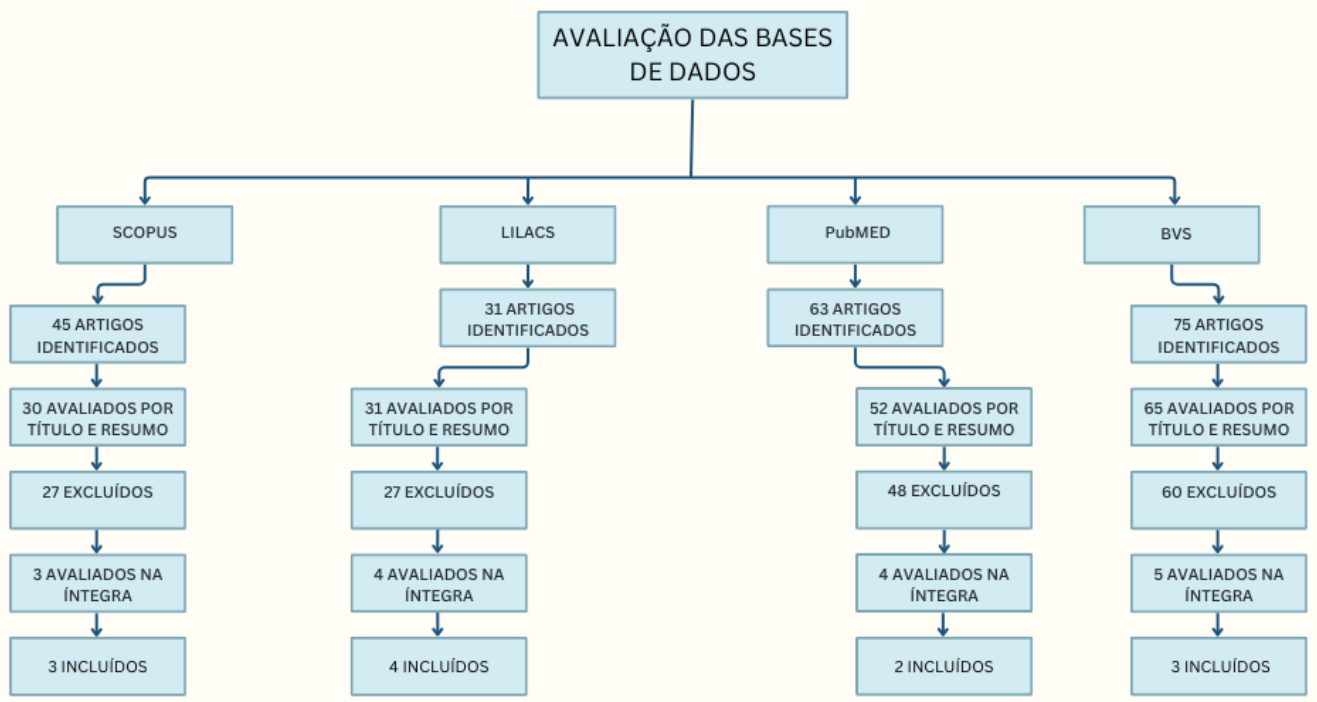 AVALIAÇÃO DAS BASES
DE DADOS
SCOPUS
LILACS
PubMED
BVS
45 ARTIGOS
IDENTIFICADOS
31 ARTIGOS
IDENTIFICADOS
63 ARTIGOS
IDENTIFICADOS
75 ARTIGOS
IDENTIFICADOS
30 AVALIADOS POR
TÍTULO E RESUMO
31 AVALIADOS POR
TÍTULO E RESUMO
52 AVALIADOS POR
TÍTULO E RESUMO
65 AVALIADOS POR
TÍTULO E RESUMO
27 EXCLUÍDOS
27 EXCLUÍDOS
48 EXCLUÍDOS
60 EXCLUÍDOS
3 AVALIADOS NA
ÍNTEGRA
4 AVALIADOS NA
ÍNTEGRA
4 AVALIADOS NA
ÍNTEGRA
5 AVALIADOS NA
ÍNTEGRA
3 INCLUÍDOS
4 INCLUÍDOS
2 INCLUÍDOS
3 INCLUÍDOS